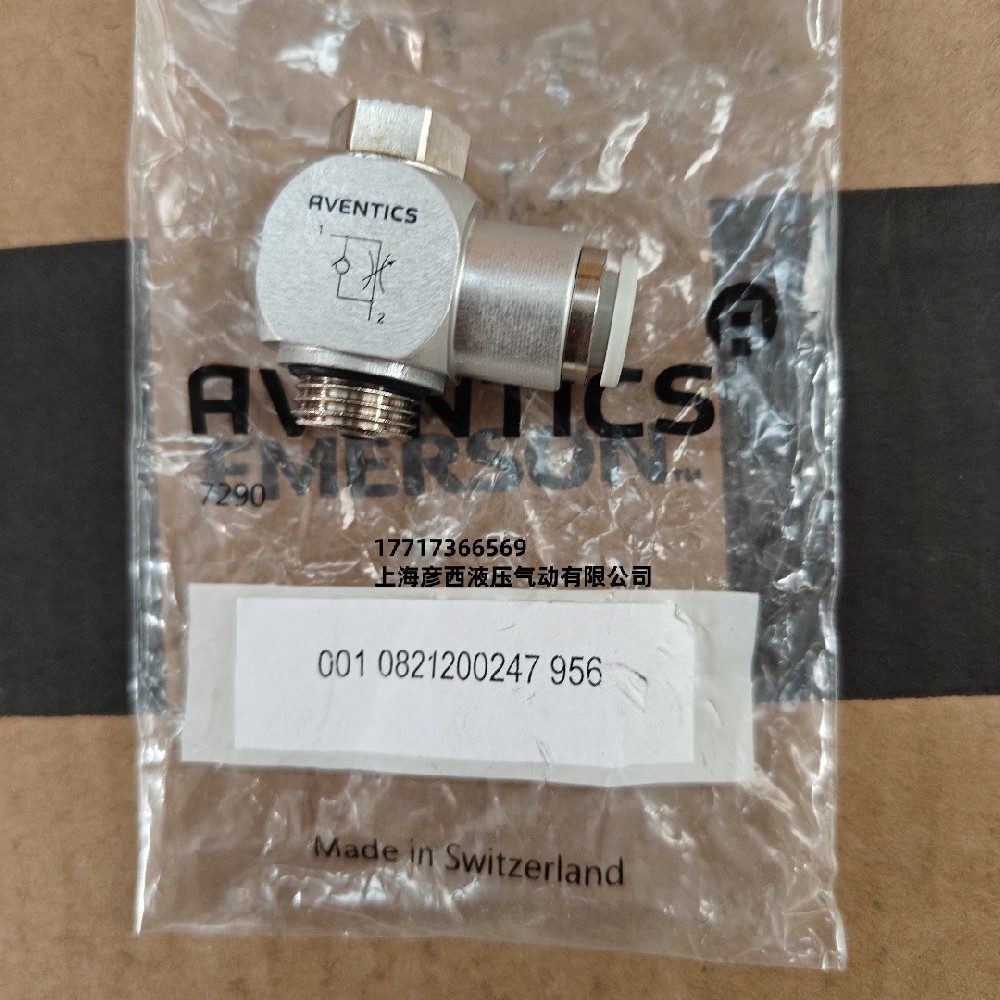 AVENTICS
1
2
AVENTICS
EMERSON™
7290
17717366569
上海彦西液压气动有限公司
001 0821200247 956
Made in Switzerland